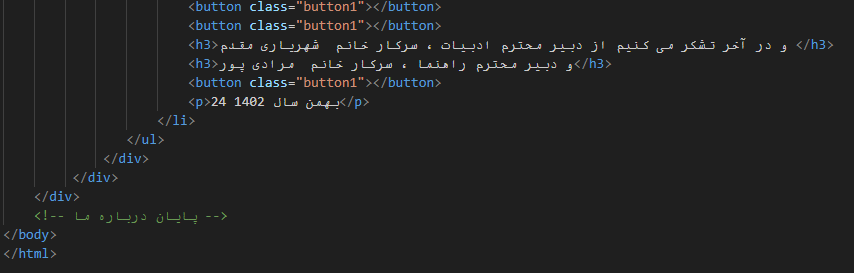 <button class="button1"></button>
<button class="button1"></button>
<h3>و در آخر تشکر می کنیم از دبیر محترم ادبیات ، سرکار خانم  شهریاری مقدم </h3>
<h3>و دبیر محترم راهنما ، سرکار خانم  مرادی پور</h3>
<button class="button1"></button>
<p>24 بهمن سال 1402</p>
</li>
</ul>
</div>
</div>
</div>
<!-- پایان درباره ما -->
</body>
</html>